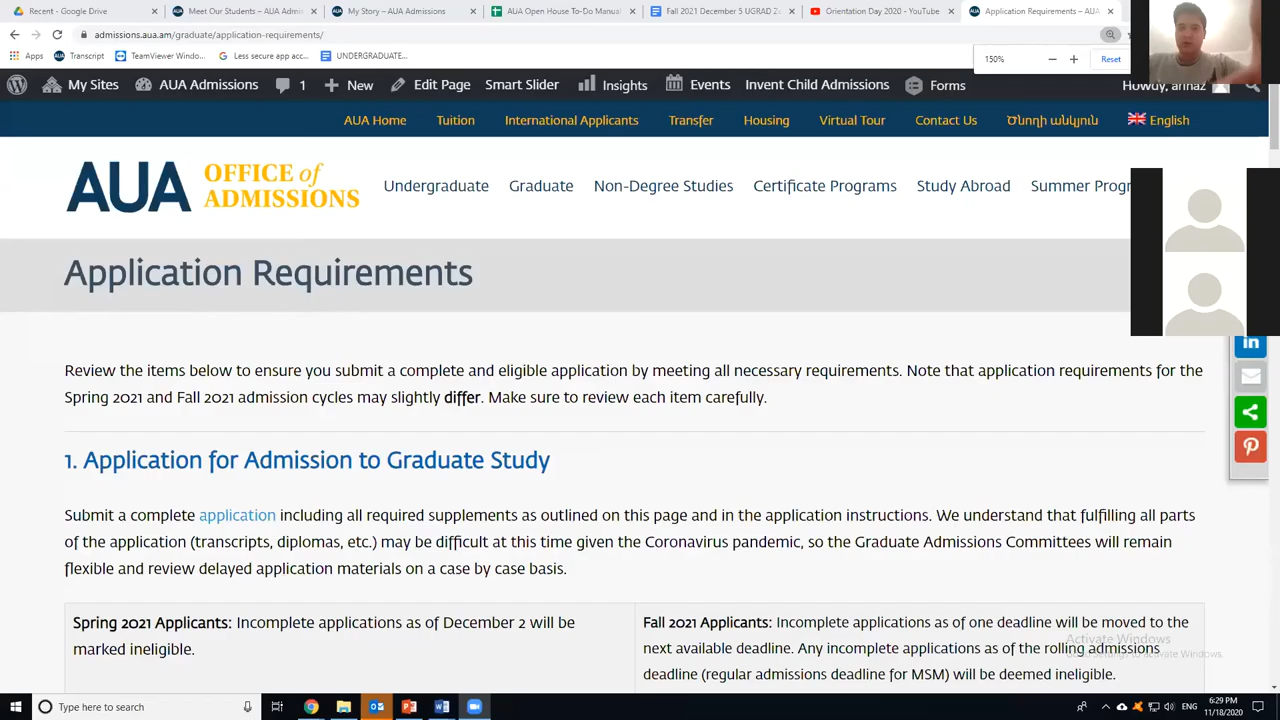 Recent - Google Drive
Meet Our Students – AUA Admi
My Story – AUA Admissions
AUA Open House To-Do Manual
Fall 2021 December 5 UGRAD Z
Orientation Day 2020 - YouTube
Application Requirements – AUA
admissions.aua.am/graduate/application-requirements/
150%
Reset
Apps
Transcript
TeamViewer Windo...
Less secure app acc...
UNDERGRADUATE...
My Sites
AUA Admissions
1
New
Edit Page
Smart Slider
Insights
Events
Invent Child Admissions
Forms
Howdy, annaz
AUA Home
Tuition
International Applicants
Transfer
Housing
Virtual Tour
Contact Us
Ծնողի անկյուն
English
AUA
OFFICE of
ADMISSIONS
Undergraduate
Graduate
Non-Degree Studies
Certificate Programs
Study Abroad
Summer Progr
Application Requirements
Review the items below to ensure you submit a complete and eligible application by meeting all necessary requirements. Note that application requirements for the
Spring 2021 and Fall 2021 admission cycles may slightly differ. Make sure to review each item carefully.
1. Application for Admission to Graduate Study
Submit a complete application including all required supplements as outlined on this page and in the application instructions. We understand that fulfilling all parts
of the application (transcripts, diplomas, etc.) may be difficult at this time given the Coronavirus pandemic, so the Graduate Admissions Committees will remain
flexible and review delayed application materials on a case by case basis.
Spring 2021 Applicants: Incomplete applications as of December 2 will be
marked ineligible.
Fall 2021 Applicants: Incomplete applications as of one deadline will be moved to the
next available deadline. Any incomplete applications as of the rolling admissions
deadline (regular admissions deadline for MSM) will be deemed ineligible.
Activate Windows
Go to Settings to activate Windows.
Type here to search
ENG
6:29 PM
11/18/2020